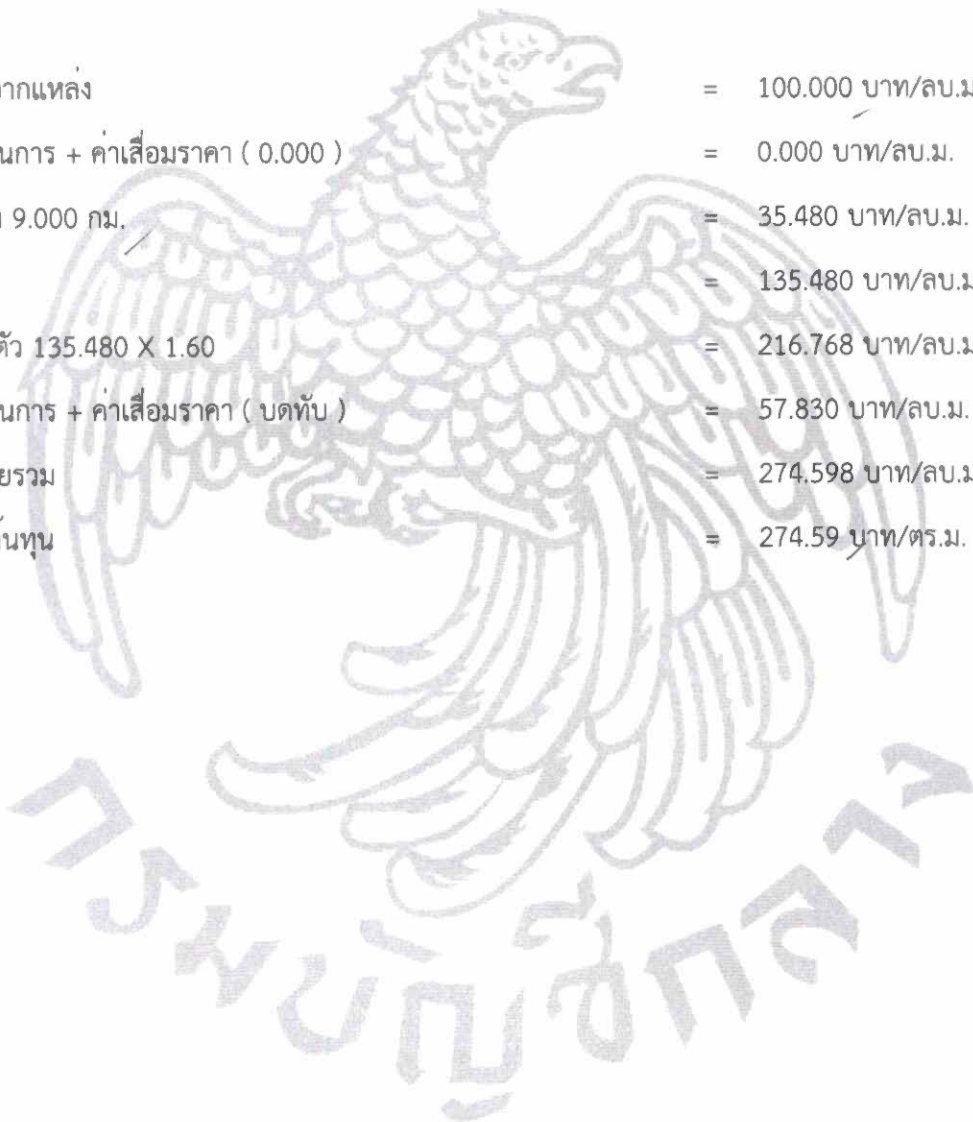 ากแหล่ง = 100.000 บาท/ลบ.ม
นการ + ค่าเสื่อมราคา ( 0.000 ) = 0.000 บาท/ลบ.ม.
9.000 กม. = 35.480 บาท/ลบ.ม.
= 135.480 บาท/ลบ.ม
ตัว 135.480 X 1.60 = 216.768 บาท/ลบ.ม
นการ + ค่าเสื่อมราคา ( บดทับ ) = 57.830 บาท/ลบ.ม.
ยรวม = 274.598 บาท/ลบ.ม
ต้นทุน = 274.59 บาท/ตร.ม.
กรมบัญชีกลาง